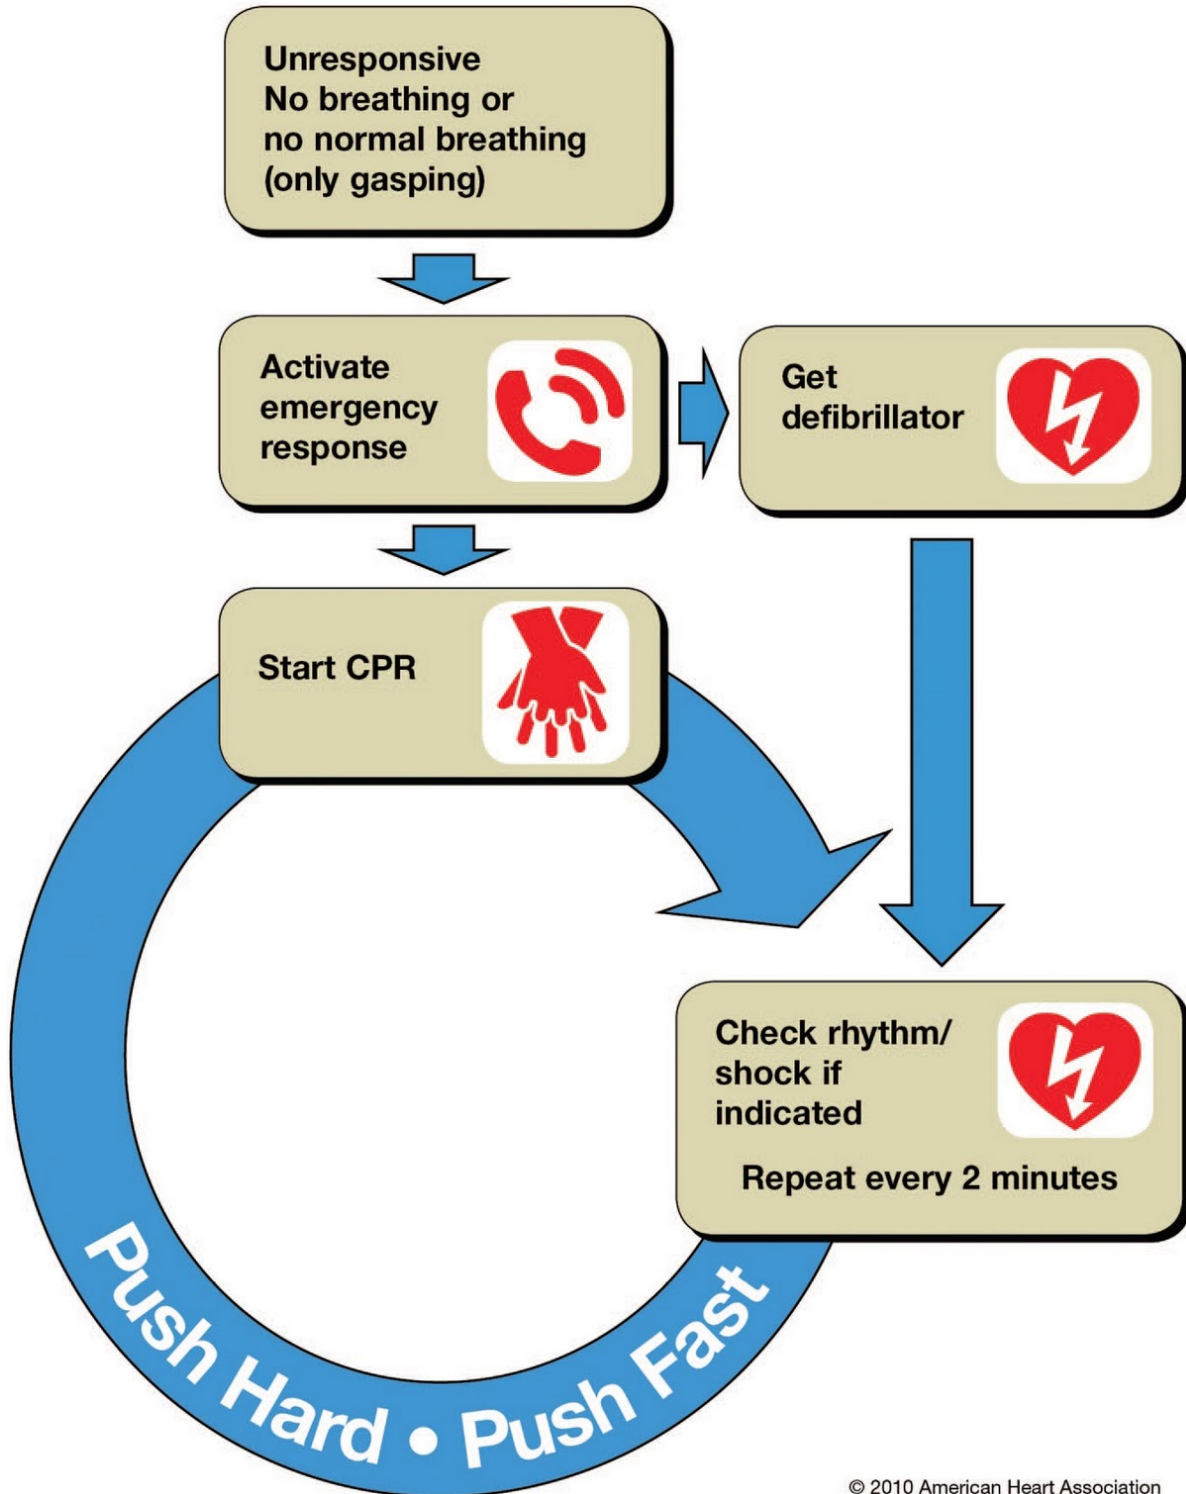 Unresponsive
No breathing or
no normal breathing
(only gasping)
Activate
emergency
response
Get
defibrillator
Start CPR
Check rhythm/
shock if
indicated
Repeat every 2 minutes
Push Hard • Push Fast
© 2010 American Heart Association